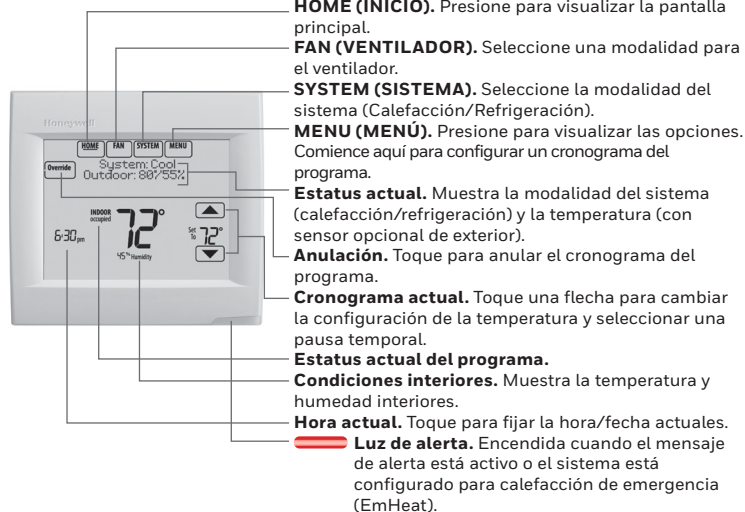 HOME (INICIO). Presione para visualizar la pantalla
principal.
FAN (VENTILADOR). Seleccione una modalidad para
el ventilador.
SYSTEM (SISTEMA). Seleccione la modalidad del
sistema (Calefacción/Refrigeración).
MENU (MENÚ). Presione para visualizar las opciones.
Comience aquí para configurar un cronograma del
programa.
Estatus actual. Muestra la modalidad del sistema
(calefacción/refrigeración) y la temperatura (con
sensor opcional de exterior).
Anulación. Toque para anular el cronograma del
programa.
Cronograma actual. Toque una flecha para cambiar
la configuración de la temperatura y seleccionar una
pausa temporal.
Estatus actual del programa.
Condiciones interiores. Muestra la temperatura y
humedad interiores.
Hora actual. Toque para fijar la hora/fecha actuales.
Luz de alerta. Encendida cuando el mensaje
de alerta está activo o el sistema está
configurado para calefacción de emergencia
(EmHeat).
Honeywell
HOME FAN SYSTEM MENU
Override
System: Cool
Outdoor: 80°/55%
INDOOR
occupied
72°
Set
To
72°
6:30 pm
45% Humidity